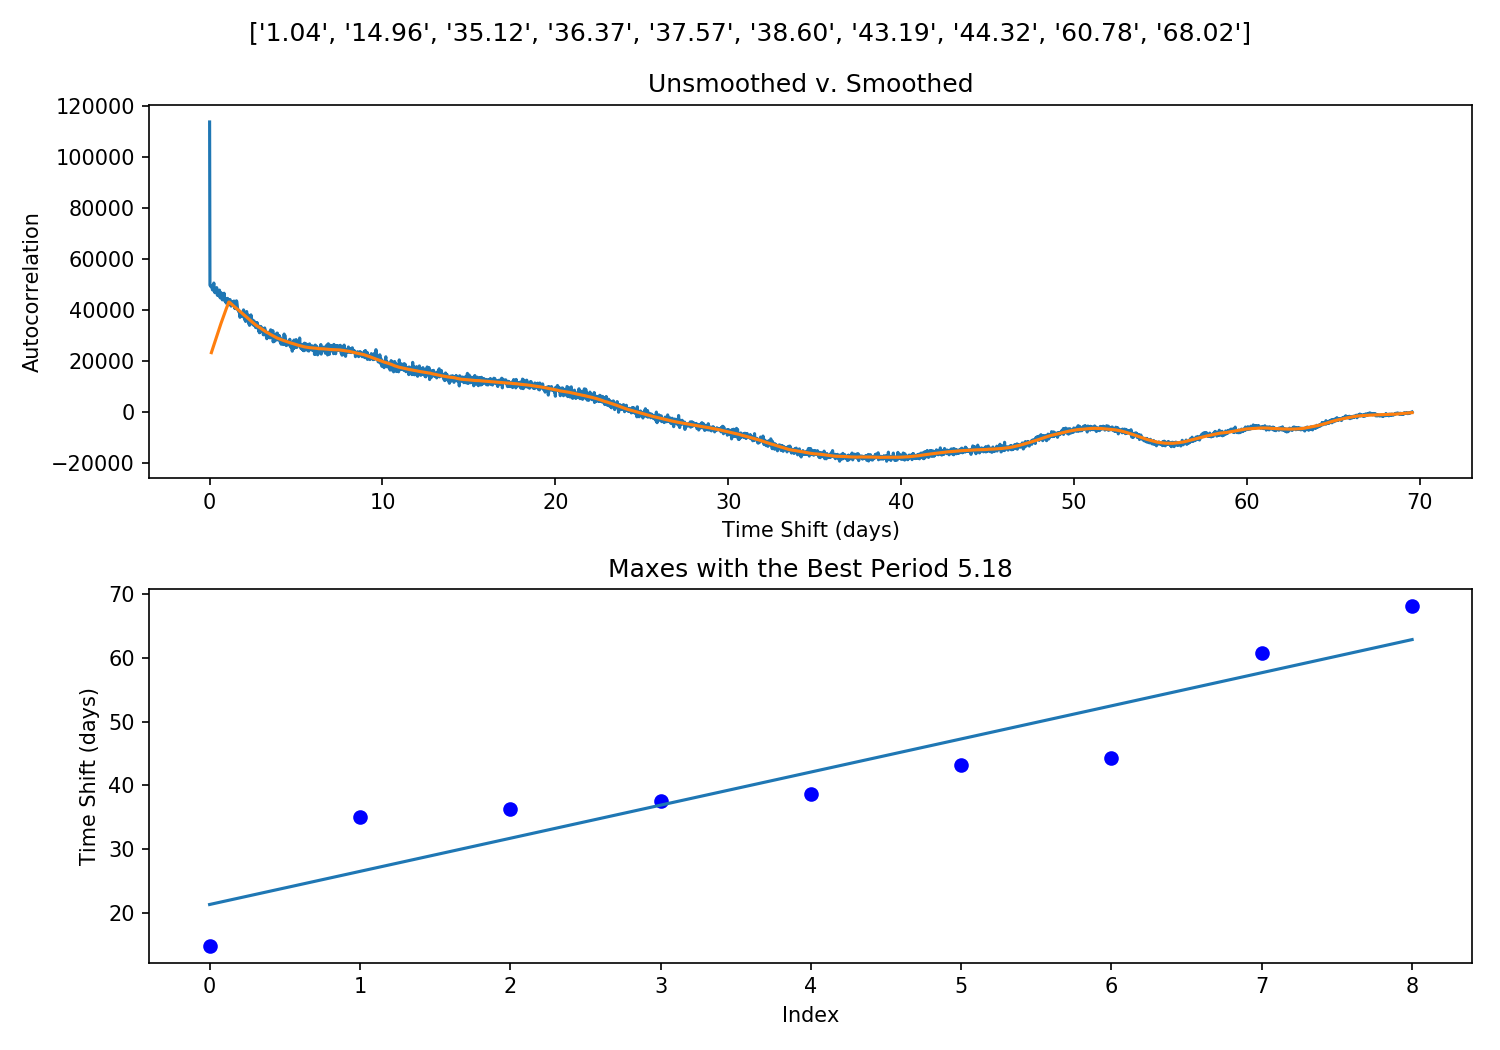 ['1.04', '14.96', '35.12', '36.37', '37.57', '38.60', '43.19', '44.32', '60.78', '68.02']
Unsmoothed v. Smoothed
120000
100000
80000
60000
40000
20000
0
−20000
Autocorrelation
0 10 20 30 40 50 60 70
Time Shift (days)
Maxes with the Best Period 5.18
70
60
50
40
30
20
Time Shift (days)
0 1 2 3 4 5 6 7 8
Index